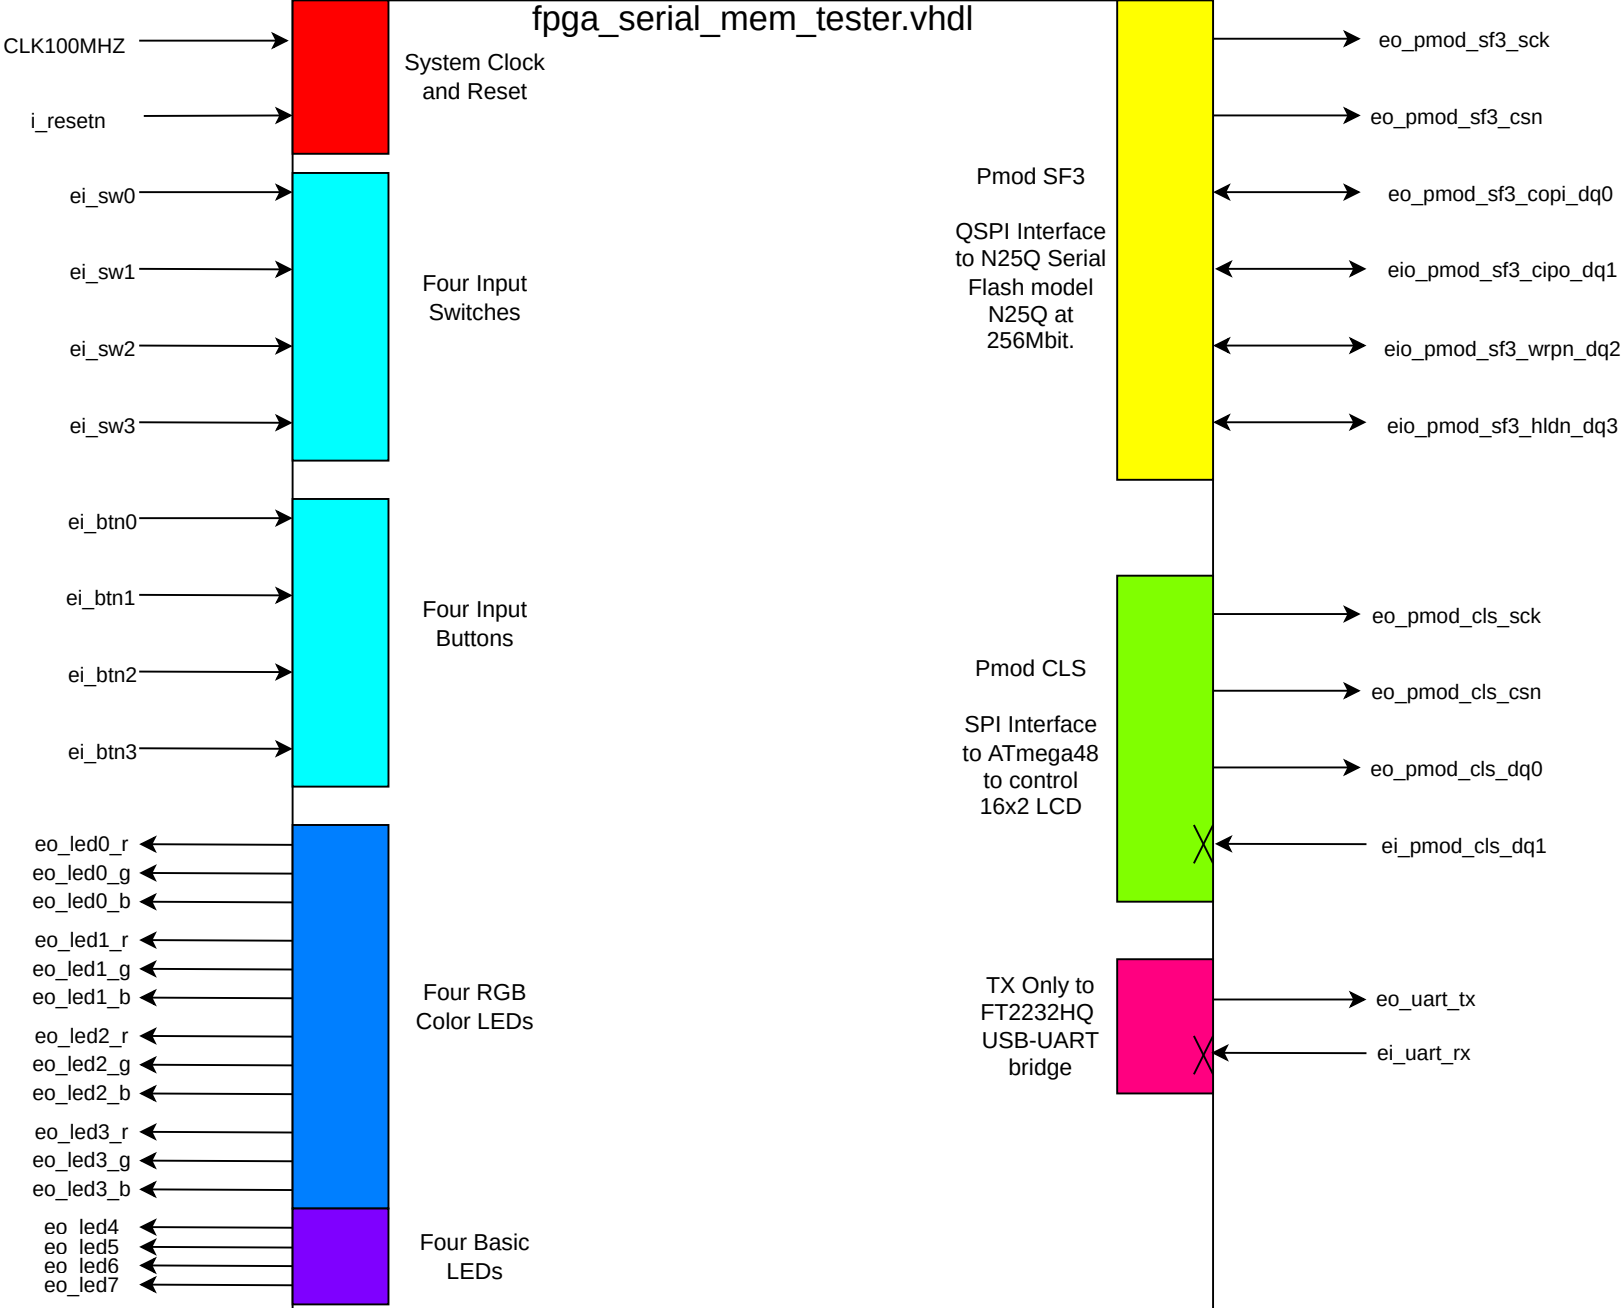 fpga_serial_mem_tester.vhdl
CLK100MHZ
i_resetn
System Clock
and Reset
ei_sw0
ei_sw1
ei_sw2
ei_sw3
Four Input
Switches
ei_btn0
ei_btn1
ei_btn2
ei_btn3
Four Input
Buttons
eo_led0_r
eo_led0_g
eo_led0_b
eo_led1_r
eo_led1_g
eo_led1_b
eo_led2_r
eo_led2_g
eo_led2_b
eo_led3_r
eo_led3_g
eo_led3_b
Four RGB
Color LEDs
eo_led4
eo_led5
eo_led6
eo_led7
Four Basic
LEDs
Pmod SF3
QSPI Interface
to N25Q Serial
Flash model
N25Q at
256Mbit.
eo_pmod_sf3_sck
eo_pmod_sf3_csn
eo_pmod_sf3_copi_dq0
eio_pmod_sf3_cipo_dq1
eio_pmod_sf3_wrpn_dq2
eio_pmod_sf3_hldn_dq3
Pmod CLS
SPI Interface
to ATmega48
to control
16x2 LCD
eo_pmod_cls_sck
eo_pmod_cls_csn
eo_pmod_cls_dq0
ei_pmod_cls_dq1
TX Only to
FT2232HQ
USB-UART
bridge
eo_uart_tx
ei_uart_rx